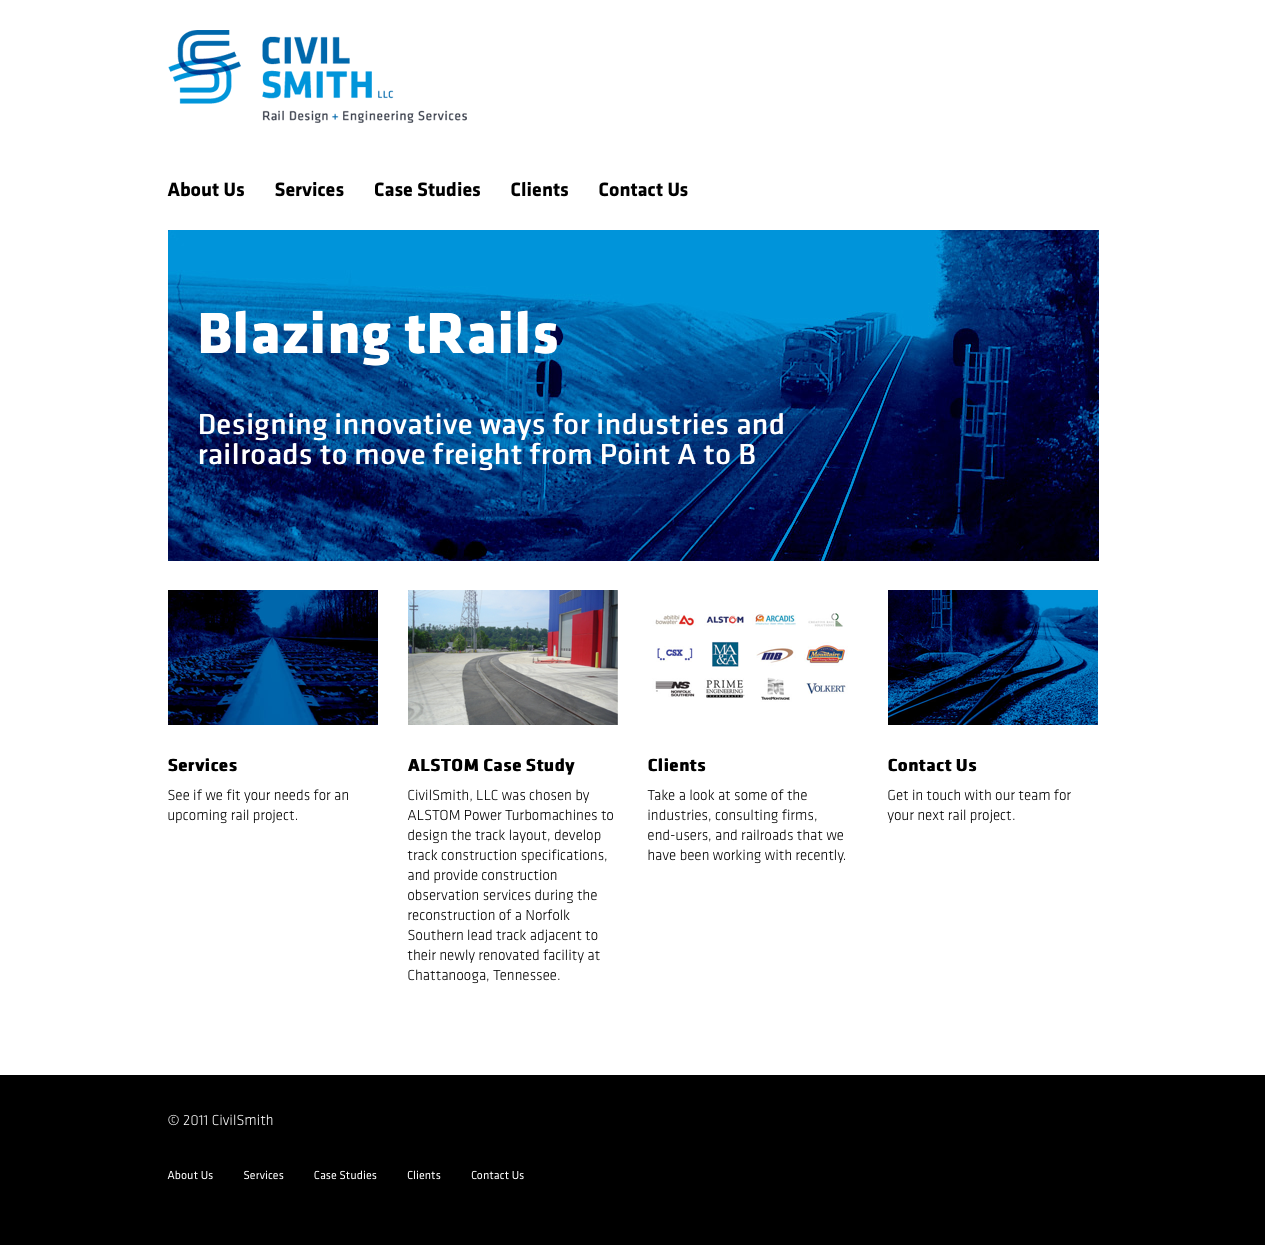 CIVIL
SMITH LLC
Rail Design + Engineering Services
About Us Services Case Studies Clients Contact Us
Blazing tRails
Designing innovative ways for industries and
railroads to move freight from Point A to B
abitibi
bowater
ALSTOM
ARCADIS
CSX
MA
&A
MB
Mountaire
NS
NORFOLK
SOUTHERN
PRIME
ENGINEERING
INCORPORATED
TRANSMONTAIGNE
VOLKERT
Services
See if we fit your needs for an
upcoming rail project.
ALSTOM Case Study
CivilSmith, LLC was chosen by
ALSTOM Power Turbomachines to
design the track layout, develop
track construction specifications,
and provide construction
observation services during the
reconstruction of a Norfolk
Southern lead track adjacent to
their newly renovated facility at
Chattanooga, Tennessee.
Clients
Take a look at some of the
industries, consulting firms,
end-users, and railroads that we
have been working with recently.
Contact Us
Get in touch with our team for
your next rail project.
© 2011 CivilSmith
About Us Services Case Studies Clients Contact Us